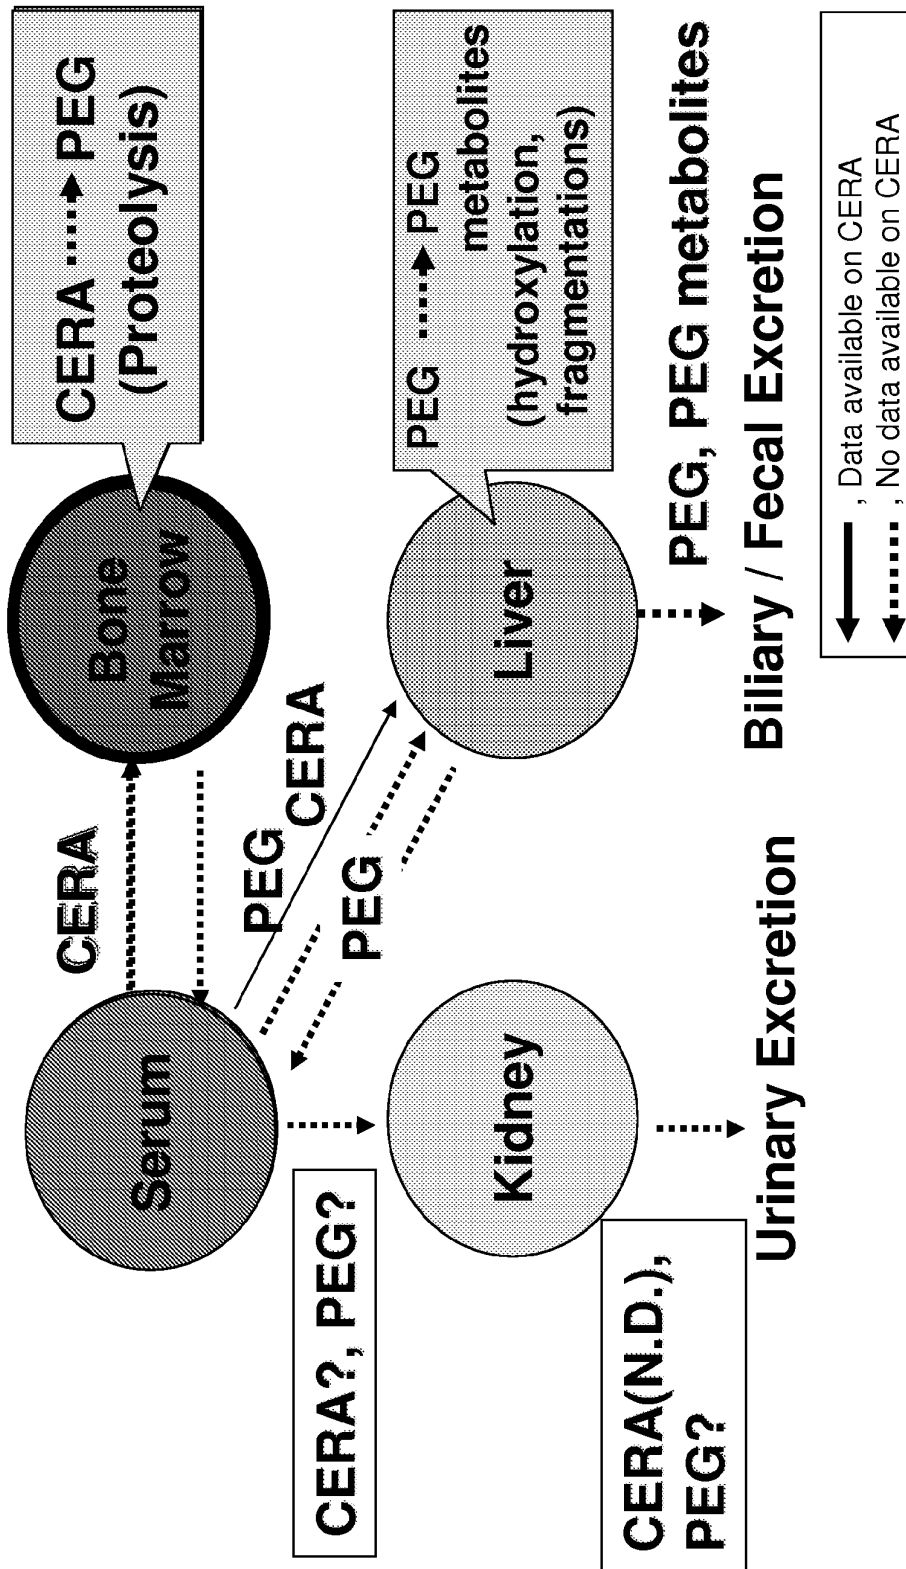 CERA PEG
(Proteolysis)
CERA
Serum
Bone
Marrow
PEG
CERA
CERA?, PEG?
PEG
PEG PEG
metabolites
(hydroxylation,
fragmentations)
Kidney
Liver
CERA(N.D.),
PEG?
PEG, PEG metabolites
Urinary Excretion
Biliary / Fecal Excretion
, Data available on CERA
, No data available on CERA